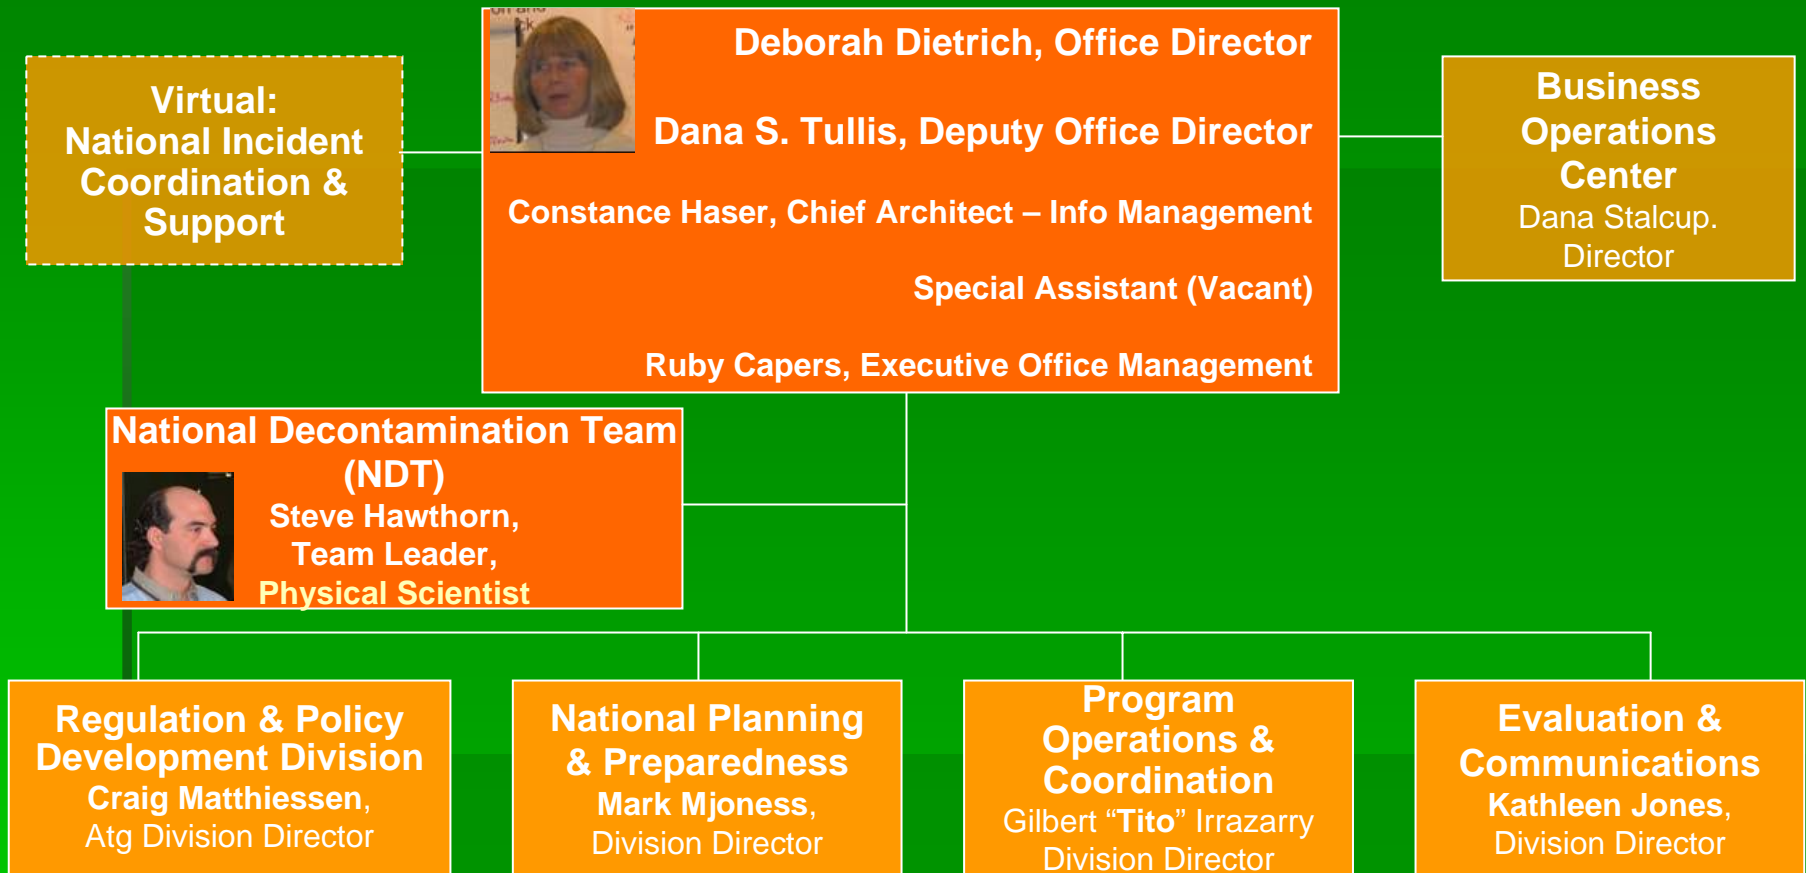 Virtual:
National Incident
Coordination &
Support
Deborah Dietrich, Office Director
Dana S. Tullis, Deputy Office Director
Constance Haser, Chief Architect – Info Management
Special Assistant (Vacant)
Ruby Capers, Executive Office Management
Business
Operations
Center
Dana Stalcup.
Director
National Decontamination Team
(NDT)
Steve Hawthorn,
Team Leader,
Physical Scientist
Regulation & Policy
Development Division
Craig Matthiessen,
Atg Division Director
National Planning
& Preparedness
Mark Mjoness,
Division Director
Program
Operations &
Coordination
Gilbert “Tito” Irrazarry
Division Director
Evaluation &
Communications
Kathleen Jones,
Division Director